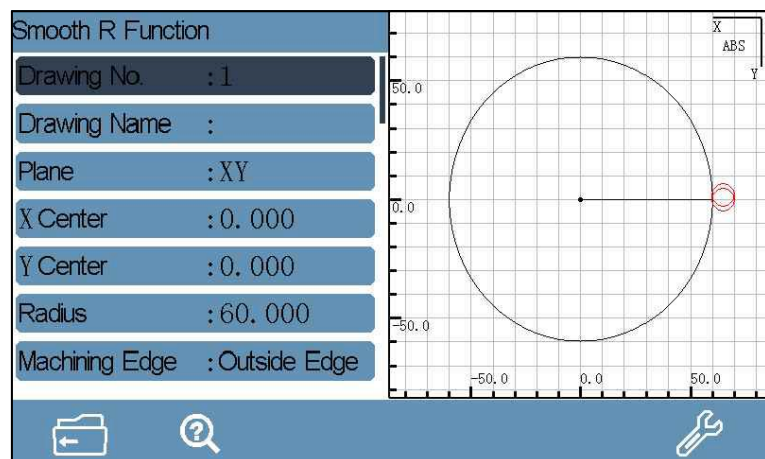 Smooth R Function
Drawing No. :1
Drawing Name :
Plane :XY
X Center :0.000
Y Center :0.000
Radius :60.000
Machining Edge :Outside Edge
X
ABS
Y
50.0
0.0
-50.0
-50.0 0.0 50.0